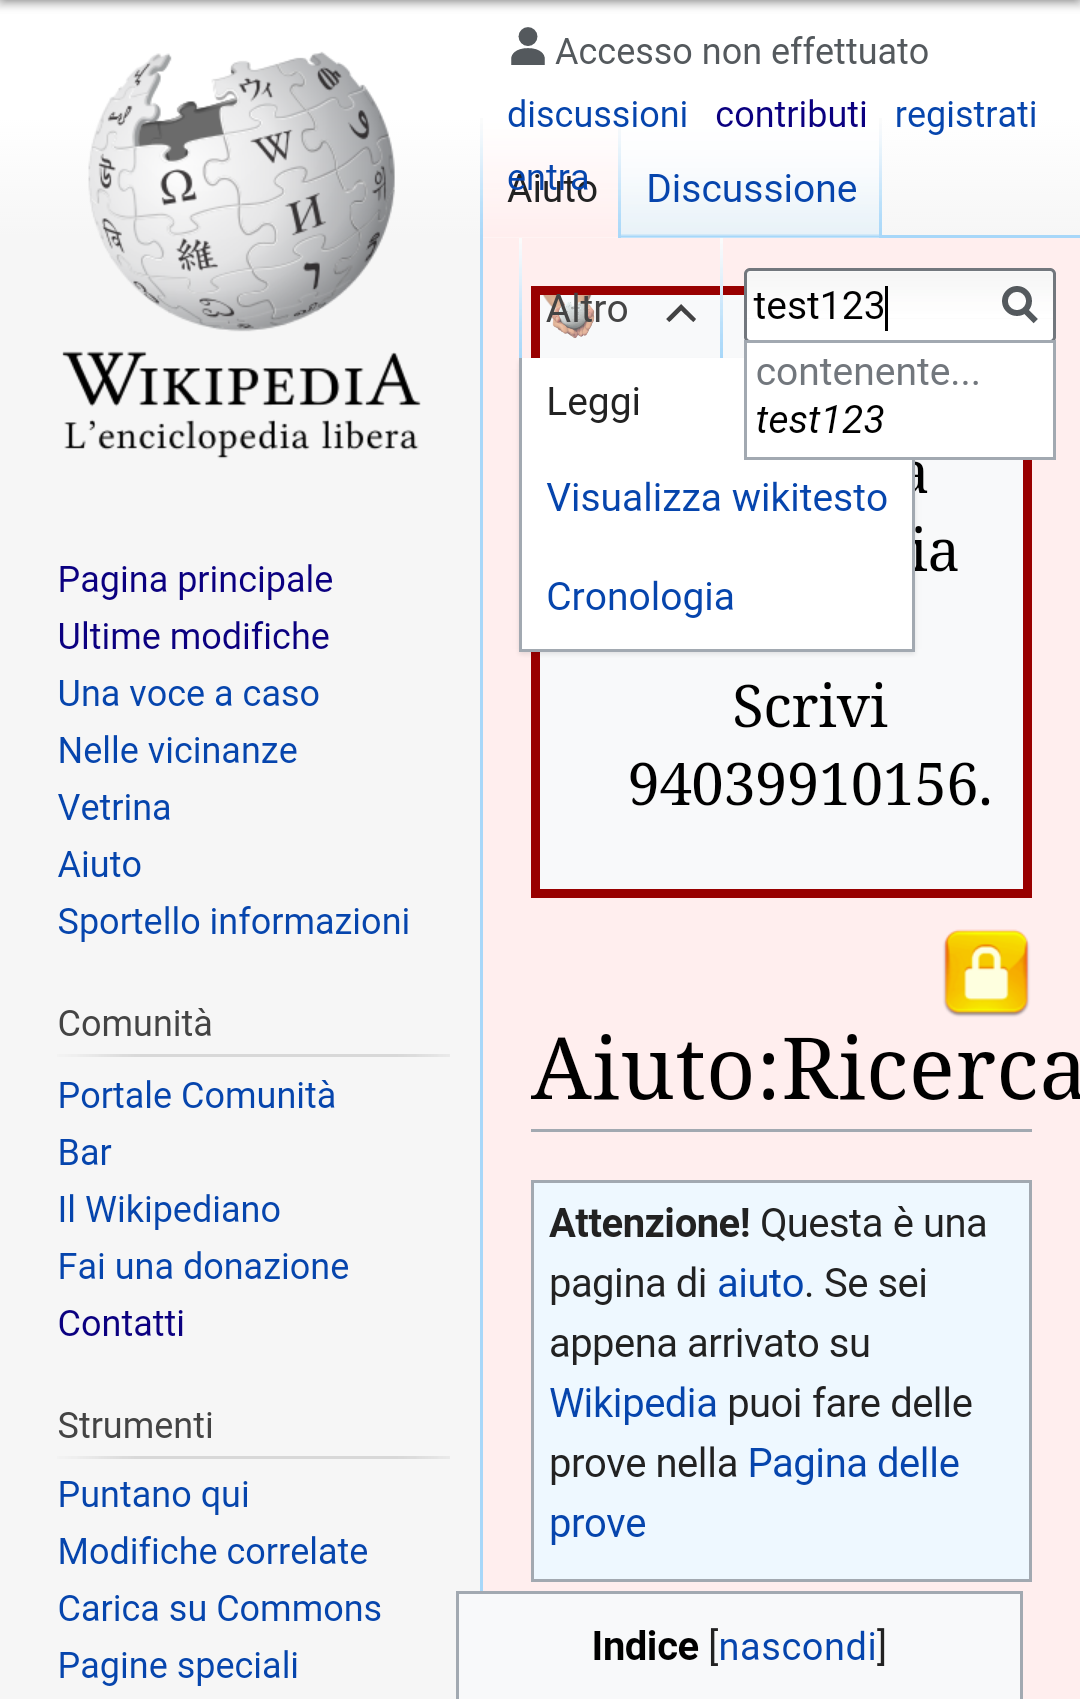 WIKIPEDIA
L'enciclopedia libera
Accesso non effettuato
discussioni contributi registrati
entra
Aiuto Discussione
Altro
test123
contenente...
test123
Leggi
Visualizza wikitesto
Cronologia
a
ia
Scrivi
94039910156.
Pagina principale
Ultime modifiche
Una voce a caso
Nelle vicinanze
Vetrina
Aiuto
Sportello informazioni
Comunità
Portale Comunità
Bar
Il Wikipediano
Fai una donazione
Contatti
Strumenti
Puntano qui
Modifiche correlate
Carica su Commons
Pagine speciali
Aiuto:Ricerca
Attenzione! Questa è una
pagina di aiuto. Se sei
appena arrivato su
Wikipedia puoi fare delle
prove nella Pagina delle
prove
Indice [nascondi]